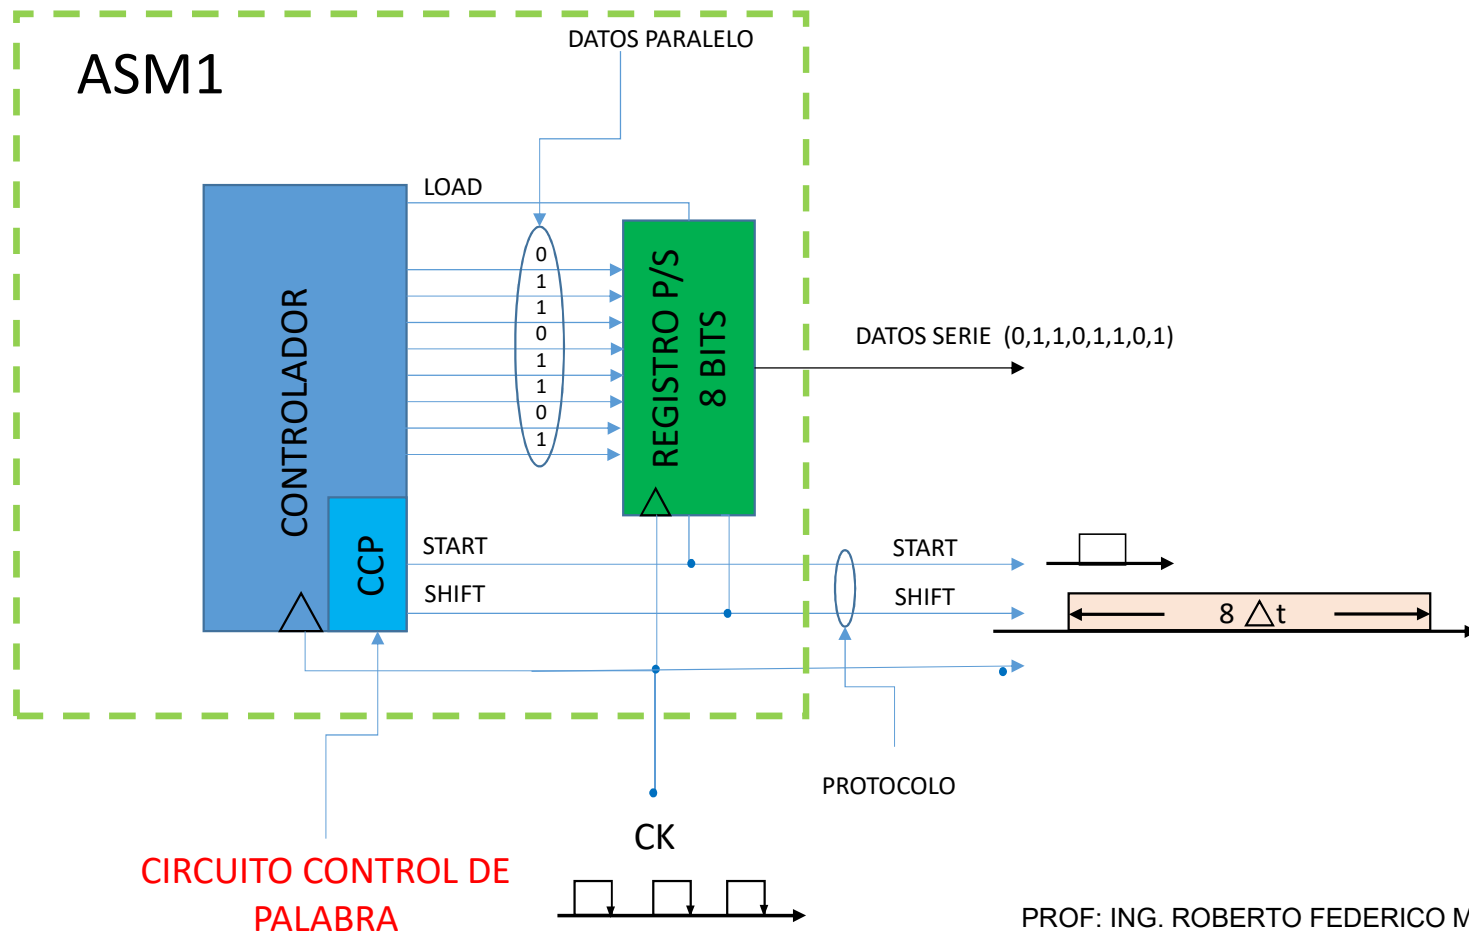 DATOS PARALELO
ASM1
LOAD
0
1
1
0
1
1
0
1
CONTROLADOR
REGISTRO P/S
8 BITS
DATOS SERIE (0,1,1,0,1,1,0,1)
CCP
START
SHIFT
START
SHIFT
8 △t
PROTOCOLO
CK
CIRCUITO CONTROL DE
PALABRA
PROF: ING. ROBERTO FEDERICO M